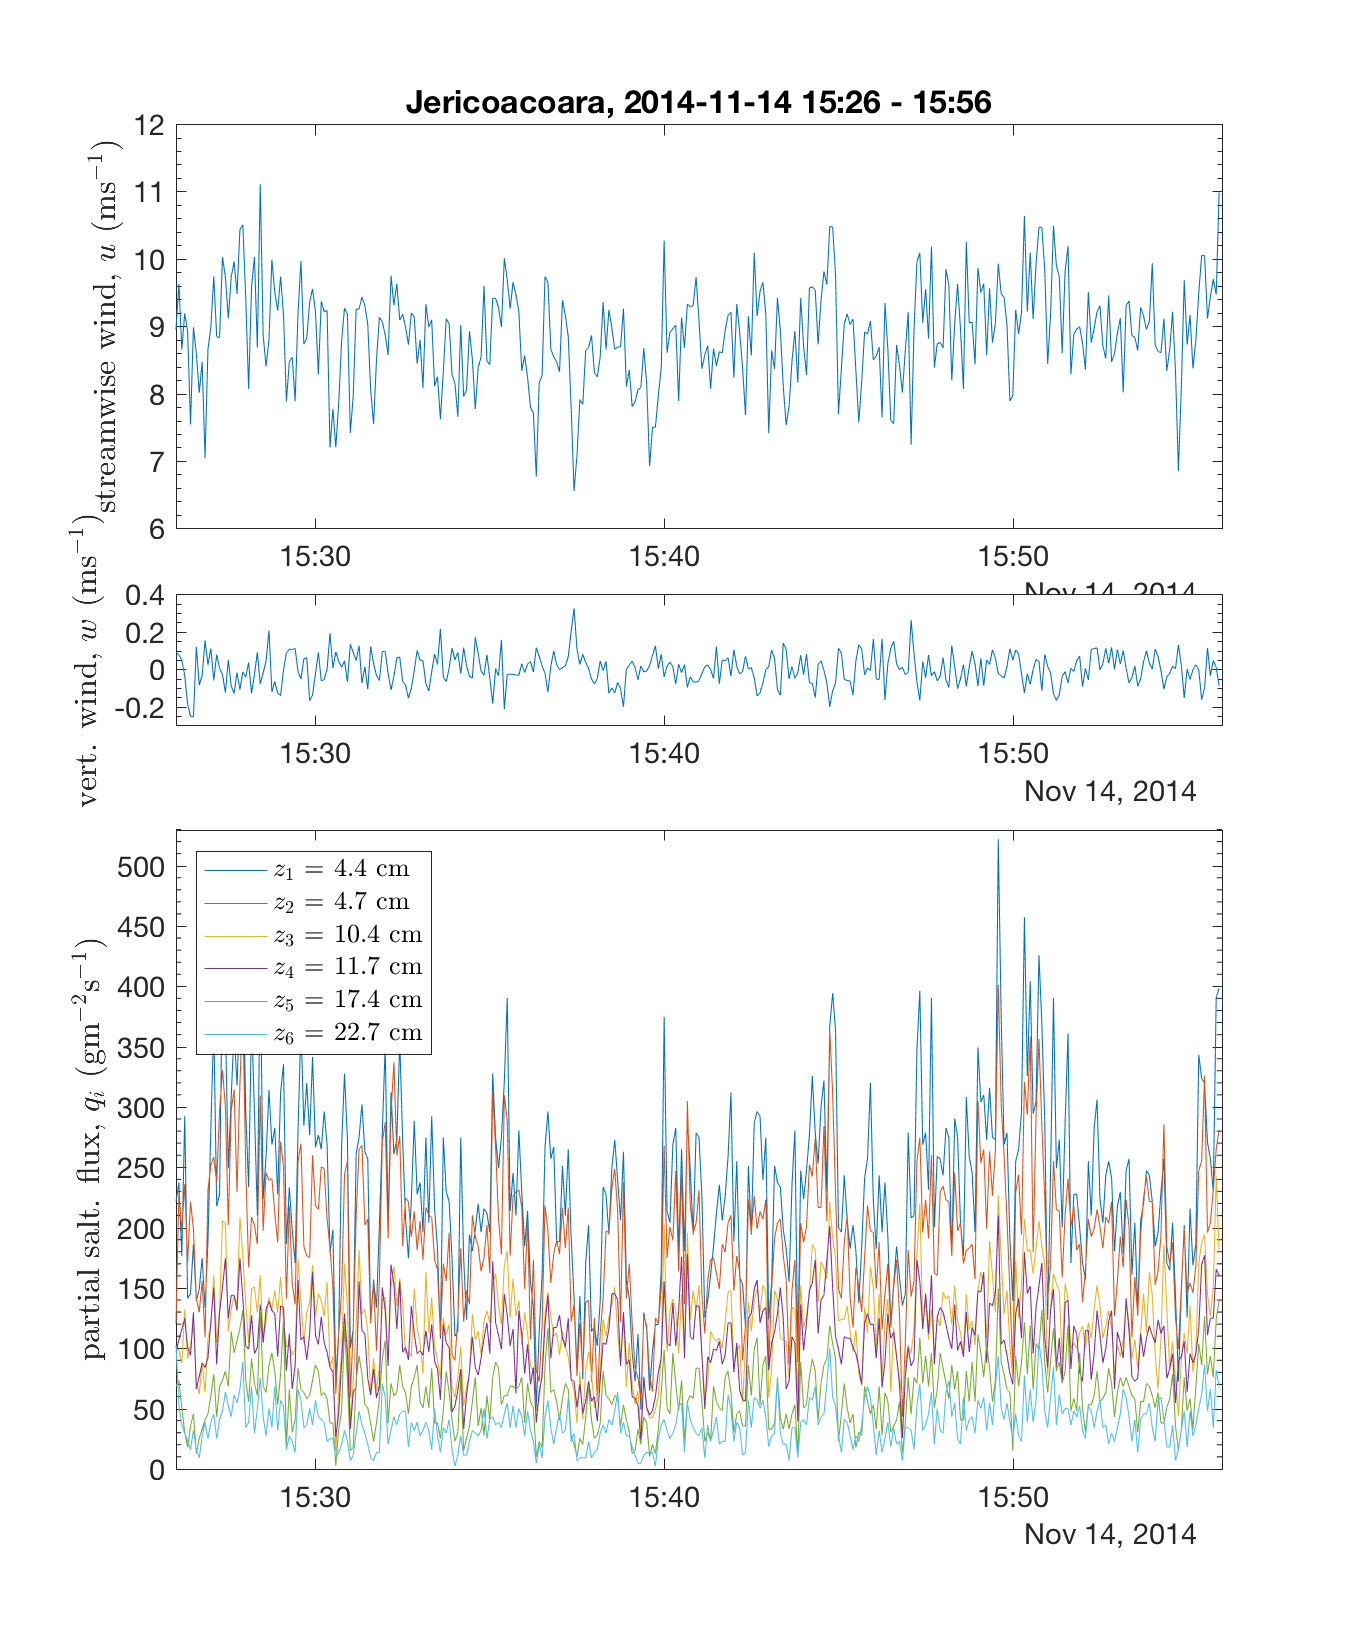 Jericoacoara, 2014-11-14 15:26 - 15:56
streamwise wind, u (ms⁻¹)
12
11
10
9
8
7
6
15:30 15:40 15:50
Nov 14, 2014
vert. wind, w (ms⁻¹)
0.4
0.2
0
-0.2
15:30 15:40 15:50
Nov 14, 2014
partial salt. flux, qᵢ (gm⁻²s⁻¹)
500
450
400
350
300
250
200
150
100
50
0
z₁ = 4.4 cm
z₂ = 4.7 cm
z₃ = 10.4 cm
z₄ = 11.7 cm
z₅ = 17.4 cm
z₆ = 22.7 cm
15:30 15:40 15:50
Nov 14, 2014